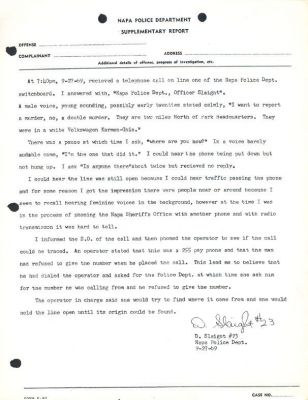 NAPA POLICE DEPARTMENT
SUPPLEMENTARY REPORT
OFFENSE
COMPLAINANT ADDRESS
Additional details of offense, progress of investigation, etc.
At 7:40pm, 9-27-69, recieved a telephone call on line one of the Napa Police Dept.
switchboard. I answered with, "Napa Police Dept., Officer Slaight".
A male voice, young sounding, possibly early twenties stated calmly, "I want to report
a murder, no, a double murder. They are two miles North of park Headquarters. They
were in a white Volkswagon Karman-Ghia."
There was a pause at which time I ask, "where are you now?" In a voice barely
audable came, "I'm the one that did it." I could hear the phone being put down but
not hung up. I ask "Is anyone there?" about twice but recieved no reply.
I could hear the line was still open because I could hear traffic passing the phone
and for some reason I got the impression there were people near or around because I
seem to recall hearing feminine voices in the background, however at the time I was
in the process of phoning the Napa Sheriffs Office with another phone and with radio
transmission it was hard to tell.
I informed the S.O. of the call and then phoned the operator to see if the call
could be traced. An operator stated that this was a 255 pay phone and that the man
had refused to give the number when he placed the call. This lead me to believe that
he had dialed the operator and asked for the Police Dept. at which time she ask him
for the number he was calling from and he refused to give the number.
The operator in charge said she would try to find where it came from and she would
hold the line open until its origin could be found.
D. Slaight #23
D. Slaight #23
Napa Police Dept.
9-27-69